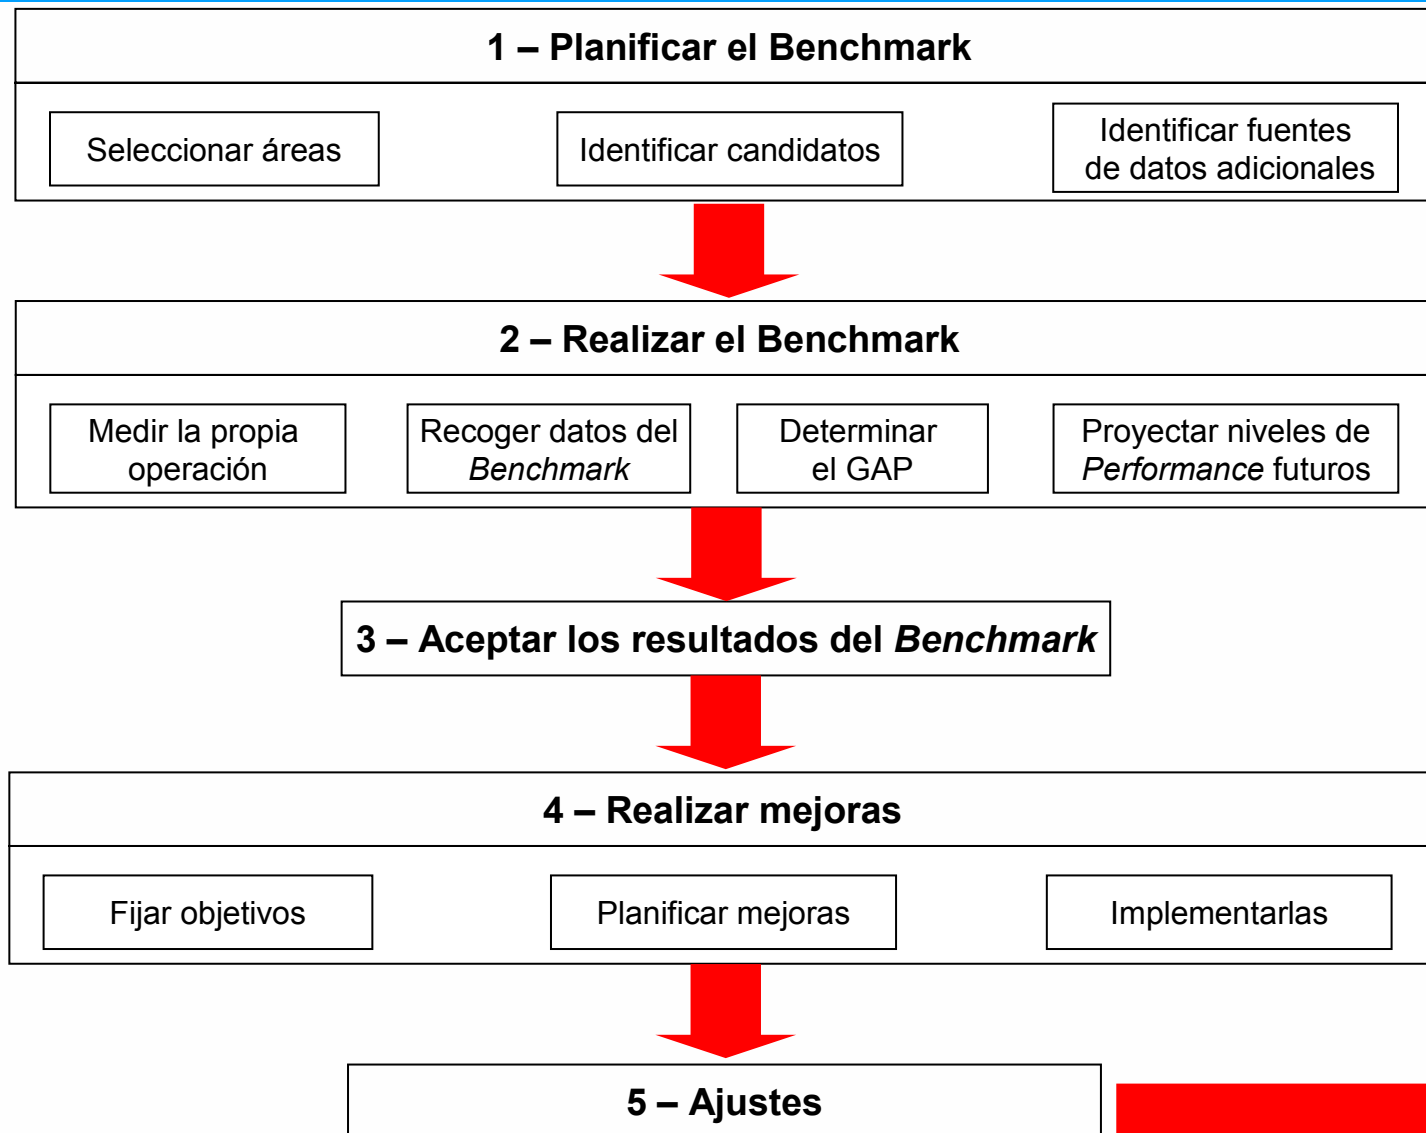 1 – Planificar el Benchmark
Seleccionar áreas
Identificar candidatos
Identificar fuentes
de datos adicionales
2 – Realizar el Benchmark
Medir la propia
operación
Recoger datos del
Benchmark
Determinar
el GAP
Proyectar niveles de
Performance futuros
3 – Aceptar los resultados del Benchmark
4 – Realizar mejoras
Fijar objetivos
Planificar mejoras
Implementarlas
5 – Ajustes